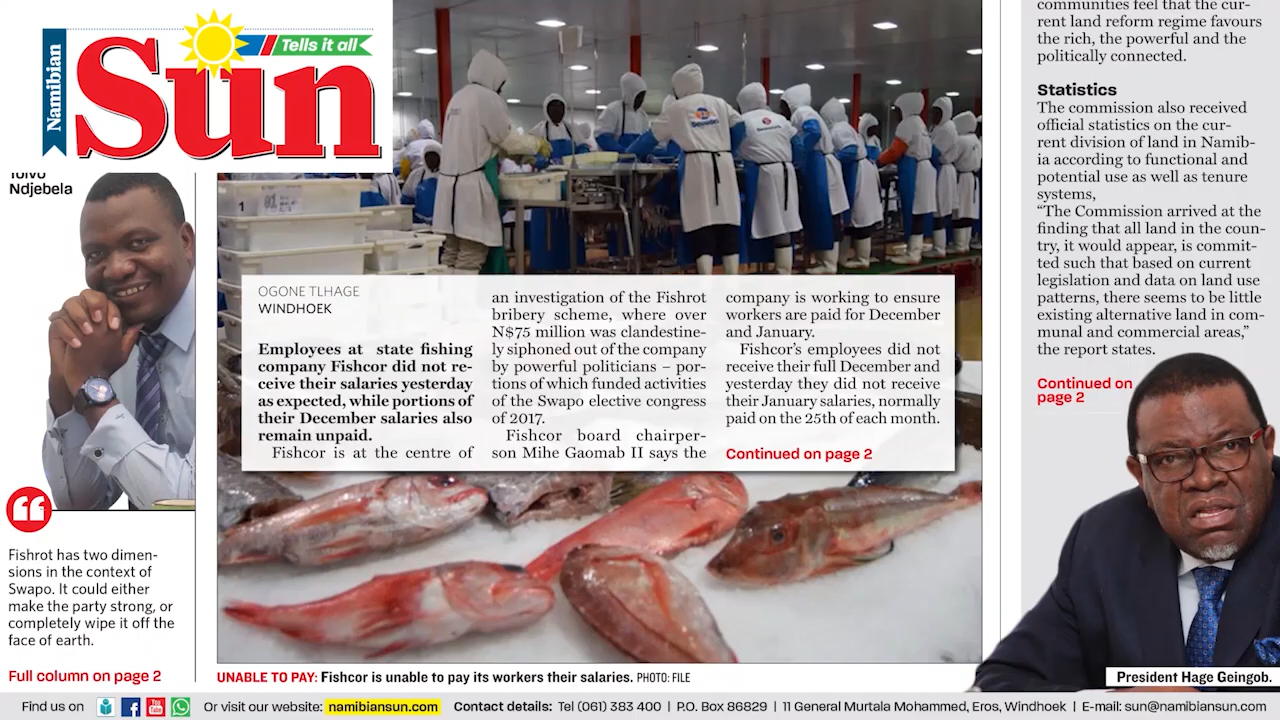 Namibian
Sun
Tells it all
Ndjebela
Fishrot has two dimen-
sions in the context of
Swapo. It could either
make the party strong, or
completely wipe it off the
face of earth.
Full column on page 2
1
OGONE TLHAGE
WINDHOEK
Employees at state fishing
company Fishcor did not re-
ceive their salaries yesterday
as expected, while portions of
their December salaries also
remain unpaid.
Fishcor is at the centre of
an investigation of the Fishrot
bribery scheme, where over
N$75 million was clandestine-
ly siphoned out of the company
by powerful politicians – por-
tions of which funded activities
of the Swapo elective congress
of 2017.
Fishcor board chairper-
son Mihe Gaomab II says the
company is working to ensure
workers are paid for December
and January.
Fishcor's employees did not
receive their full December and
yesterday they did not receive
their January salaries, normally
paid on the 25th of each month.
Continued on page 2
UNABLE TO PAY: Fishcor is unable to pay its workers their salaries. PHOTO: FILE
communities feel that the cur-
rent land reform regime favours
the rich, the powerful and the
politically connected.
Statistics
The commission also received
official statistics on the cur-
rent division of land in Namib-
ia according to functional and
potential use as well as tenure
systems,
“The Commission arrived at the
finding that all land in the coun-
try, it would appear, is commit-
ted such that based on current
legislation and data on land use
patterns, there seems to be little
existing alternative land in com-
munal and commercial areas,”
the report states.
Continued on
page 2
President Hage Geingob.
Find us on You Tube Or visit our website: namibiansun.com Contact details: Tel (061) 383 400 | P.O. Box 86829 | 11 General Murtala Mohammed, Eros, Windhoek | E-mail: sun@namibiansun.com